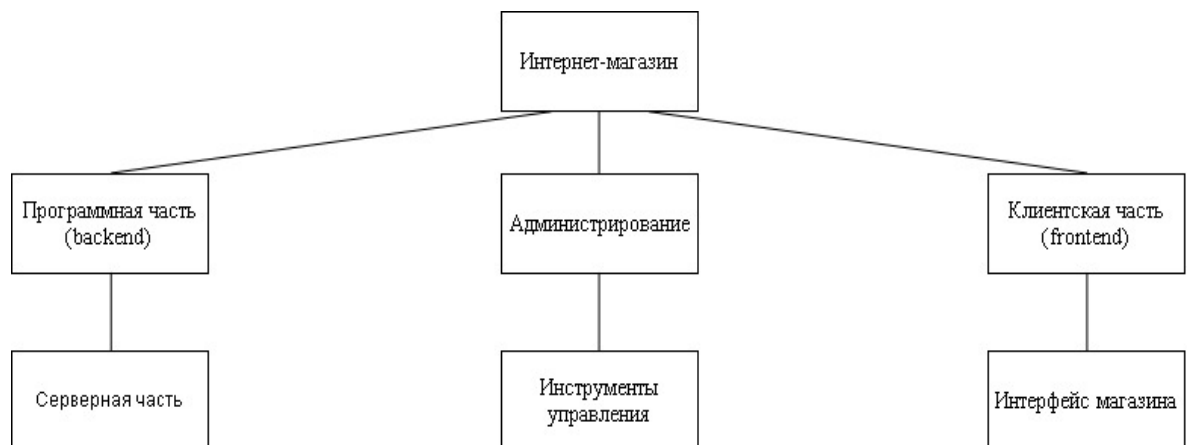 Интернет-магазин
Программная часть
(backend)
Администрирование
Клиентская часть
(frontend)
Серверная часть
Инструменты
управления
Интерфейс магазина